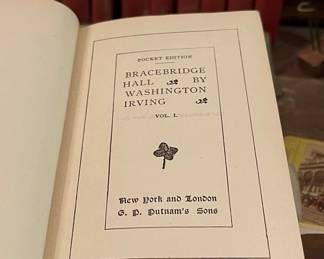 POCKET EDITION
BRACEBRIDGE
HALL BY
WASHINGTON
IRVING
VOL. I.
New York and London
G. P. Putnam's Sons